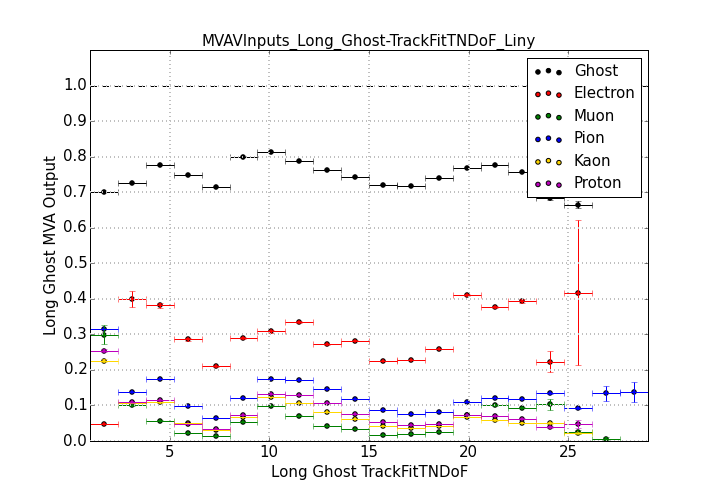 MVAVInputs_Long_Ghost-TrackFitTNDoF_Liny
Long Ghost MVA Output
1.0
0.9
0.8
0.7
0.6
0.5
0.4
0.3
0.2
0.1
0.0
Ghost
Electron
Muon
Pion
Kaon
Proton
5
10
15
20
25
Long Ghost TrackFitTNDoF